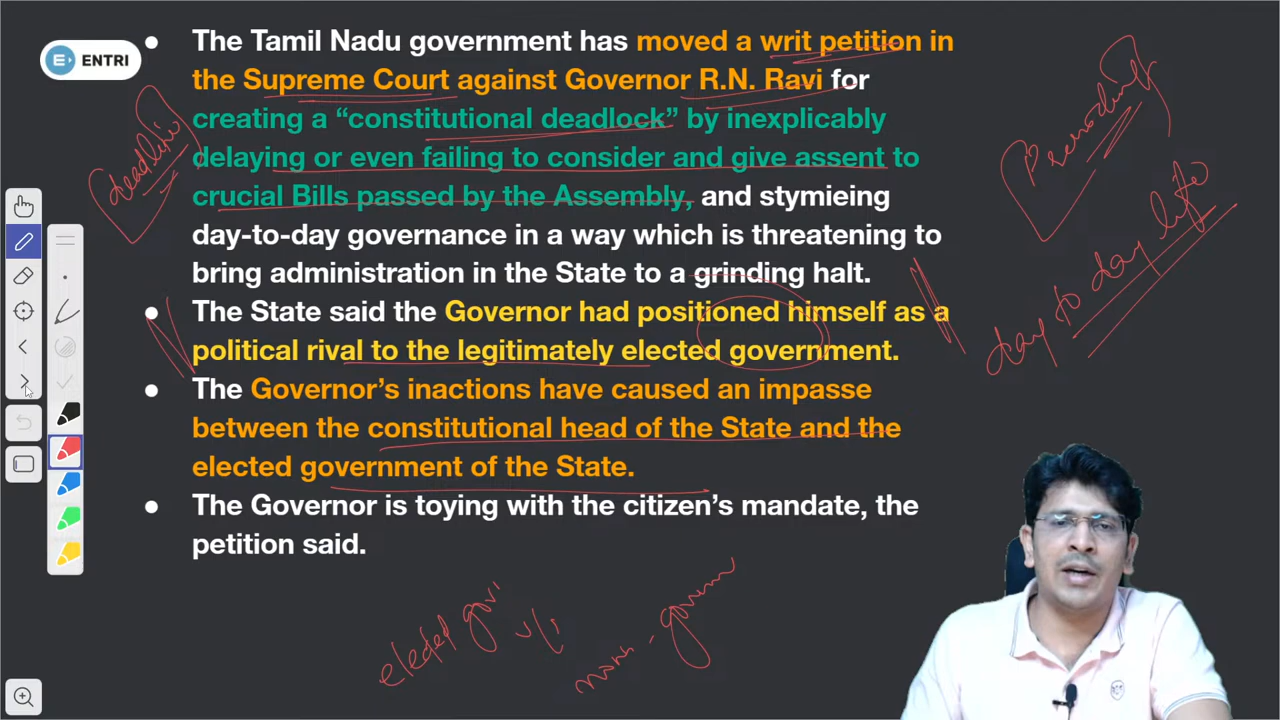 ENTRI
• The Tamil Nadu government has moved a writ petition in
the Supreme Court against Governor R.N. Ravi for
creating a “constitutional deadlock” by inexplicably
delaying or even failing to consider and give assent to
crucial Bills passed by the Assembly, and stymieing
day-to-day governance in a way which is threatening to
bring administration in the State to a grinding halt.
• The State said the Governor had positioned himself as a
political rival to the legitimately elected government.
• The Governor’s inactions have caused an impasse
between the constitutional head of the State and the
elected government of the State.
• The Governor is toying with the citizen’s mandate, the
petition said.
day to day life